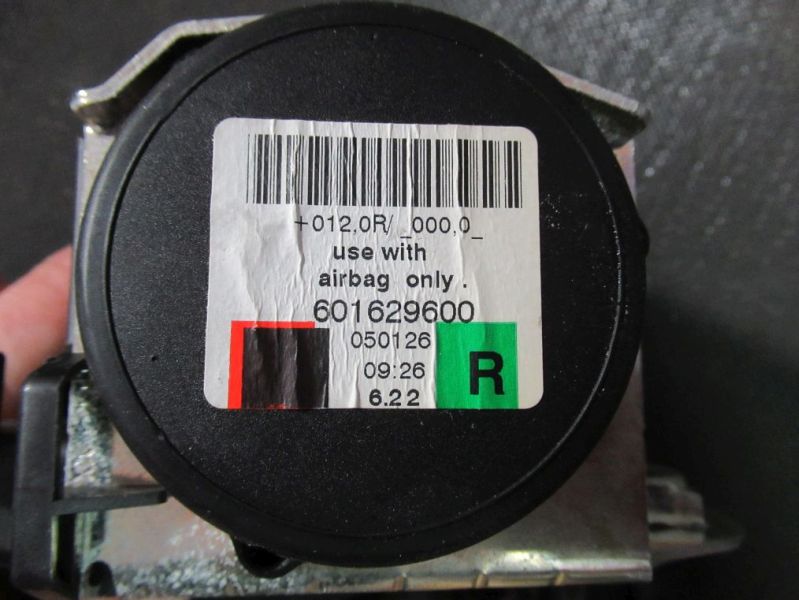 +012,0R/ _000,0_
use with
airbag only .
601629600
050126
09:26
6.22
R